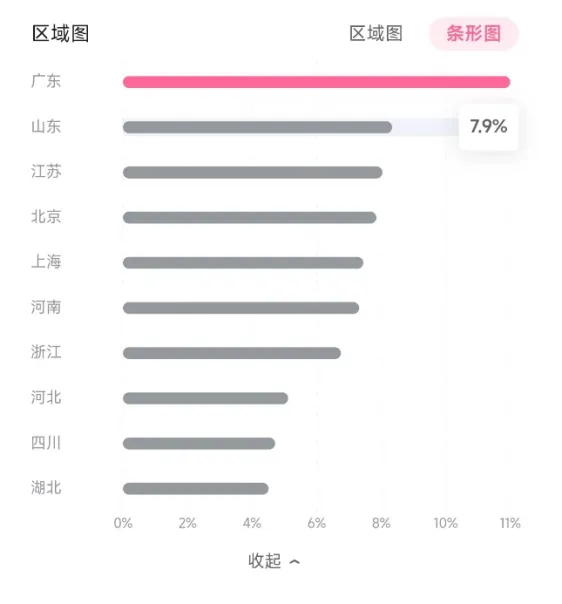 区域图 区域图 条形图
广东
山东 7.9%
江苏
北京
上海
河南
浙江
河北
四川
湖北
0% 2% 4% 6% 8% 10% 11%
收起